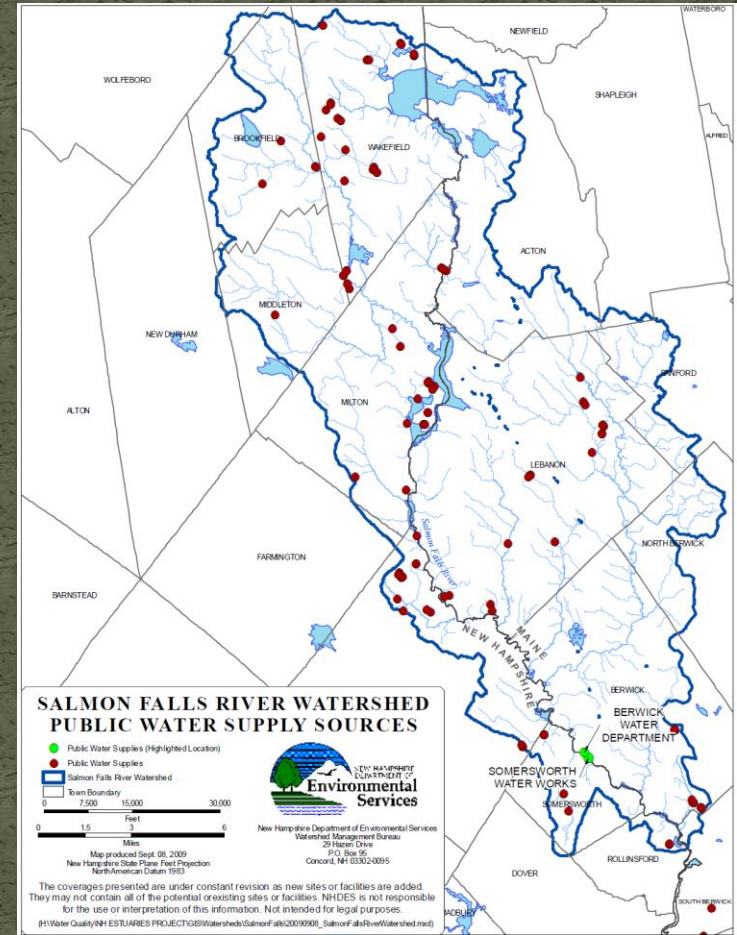 WATERBORO
NEWFIELD
WOLFEBORO
SHAPLEIGH
ALFRED
BROOKFIELD
WAKEFIELD
ACTON
MIDDLETON
NEW DURHAM
SANFORD
ALTON
MILTON
LEBANON
Salmon Falls River
NORTH BERWICK
FARMINGTON
BARNSTEAD
MAINE
NEW HAMPSHIRE
BERWICK
BERWICK
WATER
DEPARTMENT
SOMERSWORTH
WATER WORKS
SOMERSWORTH
ROLLINSFORD
DOVER
SOUTH BERWICK
MADBURY
SALMON FALLS RIVER WATERSHED
PUBLIC WATER SUPPLY SOURCES
Public Water Supplies (Highlighted Location)
Public Water Supplies
Salmon Falls River Watershed
Town Boundary
0 7,500 15,000 30,000
Feet
0 1.5 3 6
Miles
Map produced Sept. 08, 2009
New Hampshire State Plane Feet Projection
North American Datum 1983
NEW HAMPSHIRE
DEPARTMENT OF
Environmental
Services
New Hampshire Department of Environmental Services
Watershed Management Bureau
29 Hazen Drive
P.O. Box 95
Concord, NH 03302-0095
The coverages presented are under constant revision as new sites or facilities are added.
They may not contain all of the potential or existing sites or facilities. NHDES is not responsible
for the use or interpretation of this information. Not intended for legal purposes.
(H:\Water Quality\NH ESTUARIES PROJECT\GIS\Watersheds\SalmonFalls\20090908_SalmonFallsRiverWatershed.mxd)